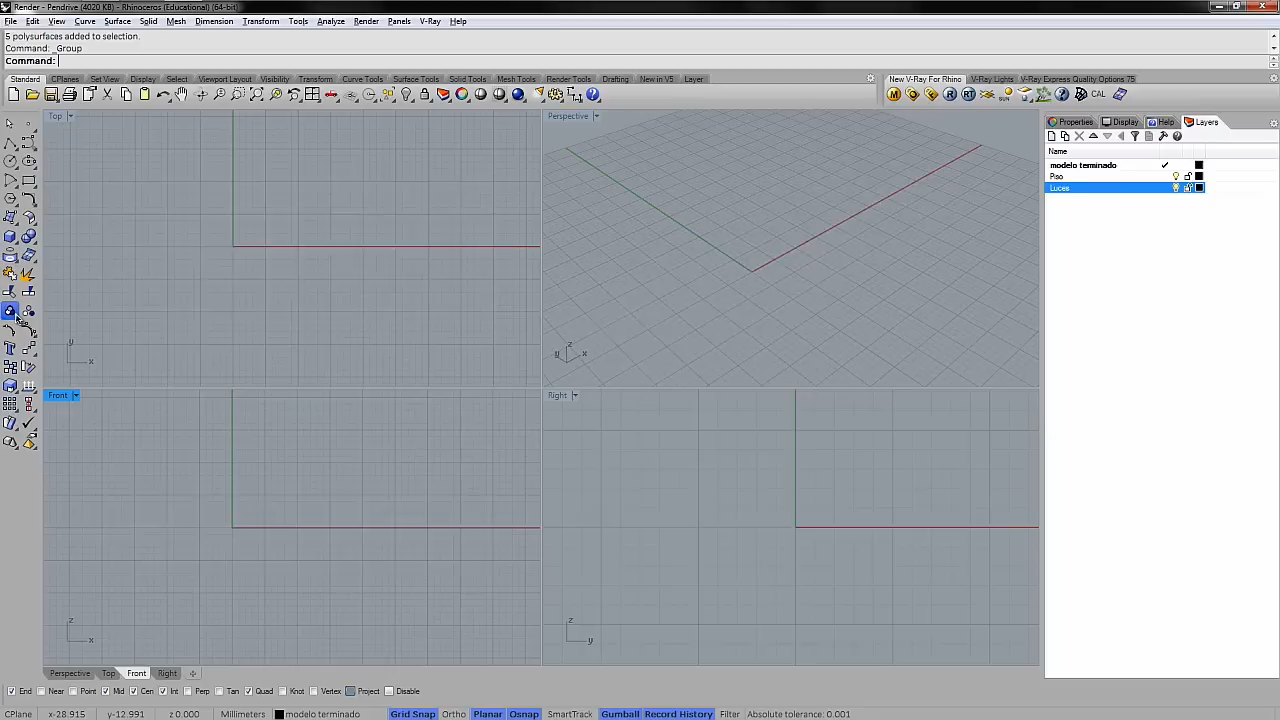 Render - Pendrive (4020 KB) - Rhinoceros (Educational) (64-bit)
File Edit View Curve Surface Solid Mesh Dimension Transform Tools Analyze Render Panels V-Ray Help
5 polysurfaces added to selection.
Command: _Group
Command:
Standard CPlanes Set View Display Select Viewport Layout Visibility Transform Curve Tools Surface Tools Solid Tools Mesh Tools Render Tools Drafting New in V5 Layer
New V-Ray For Rhino V-Ray Lights V-Ray Express Quality Options 75
CAL
Top Perspective
Properties Display Help Layers
Name
modelo terminado
Piso
Luces
y x
z y x
Front Right
z x
z y
Perspective Top Front Right
End Near Point Mid Cen Int Perp Tan Quad Knot Vertex Project Disable
CPlane x-28.915 y-12.991 z 0.000 Millimeters modelo terminado Grid Snap Ortho Planar Osnap SmartTrack Gumball Record History Filter Absolute tolerance: 0.001